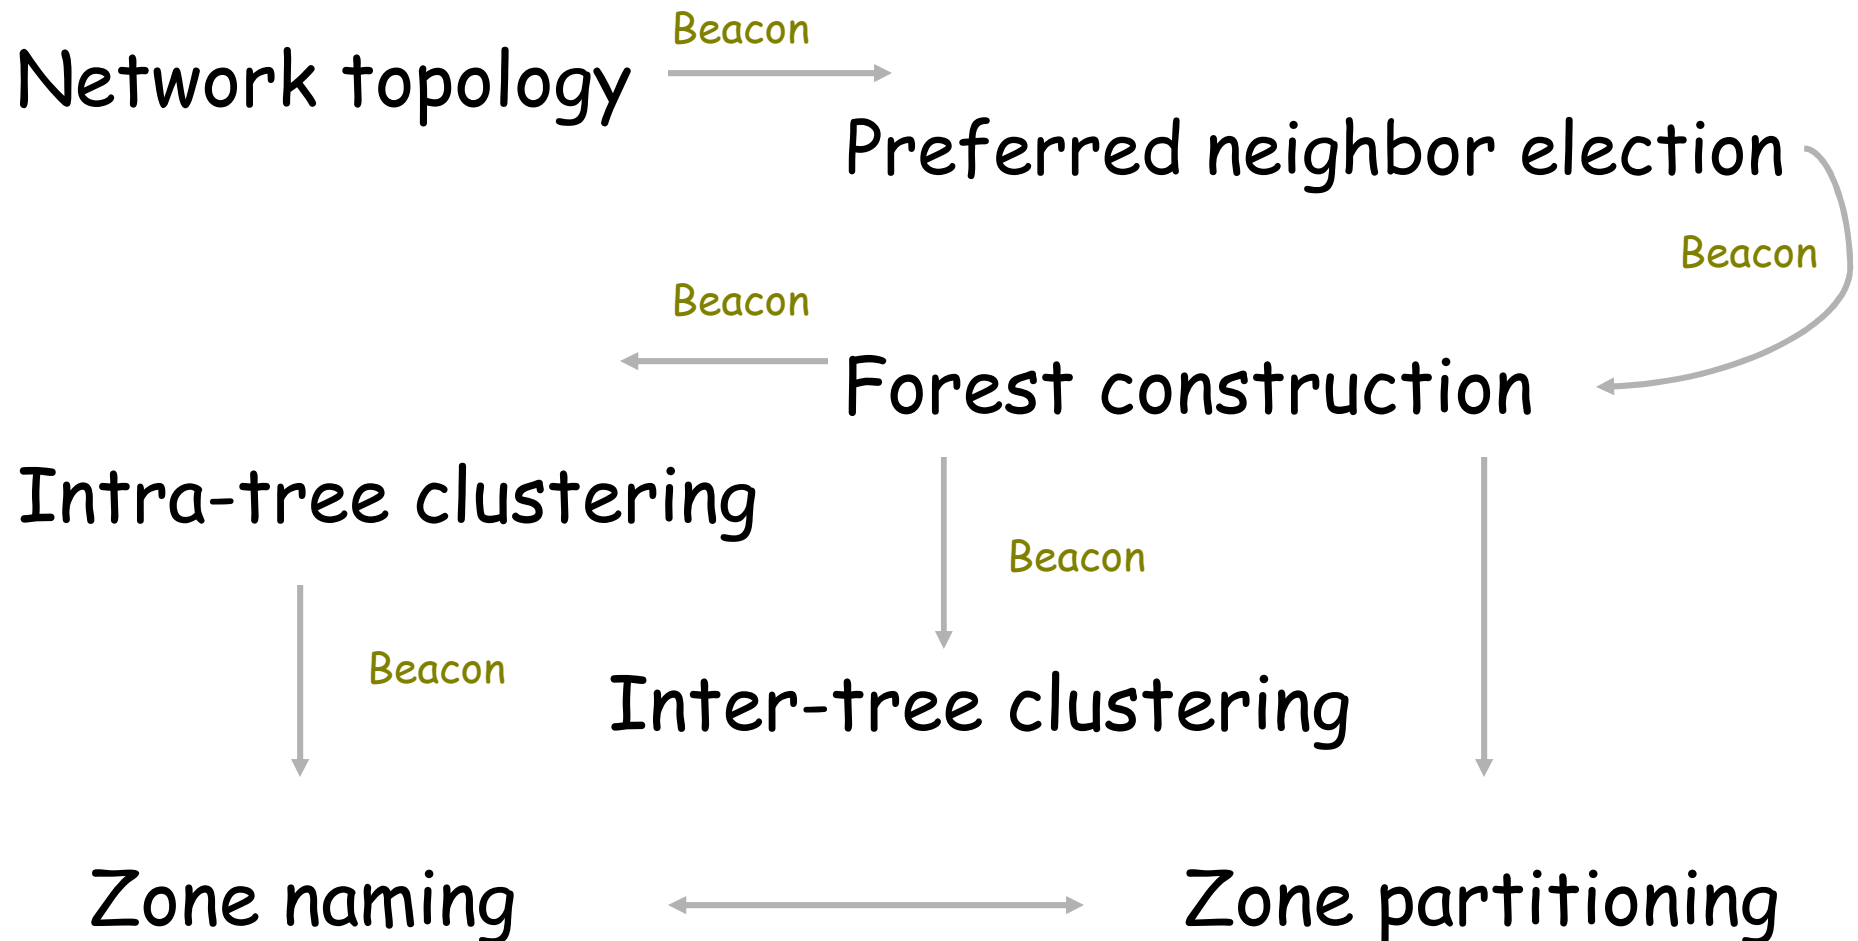 Beacon
Network topology
Preferred neighbor election
Beacon
Beacon
Forest construction
Intra-tree clustering
Beacon
Beacon
Inter-tree clustering
Zone naming
Zone partitioning